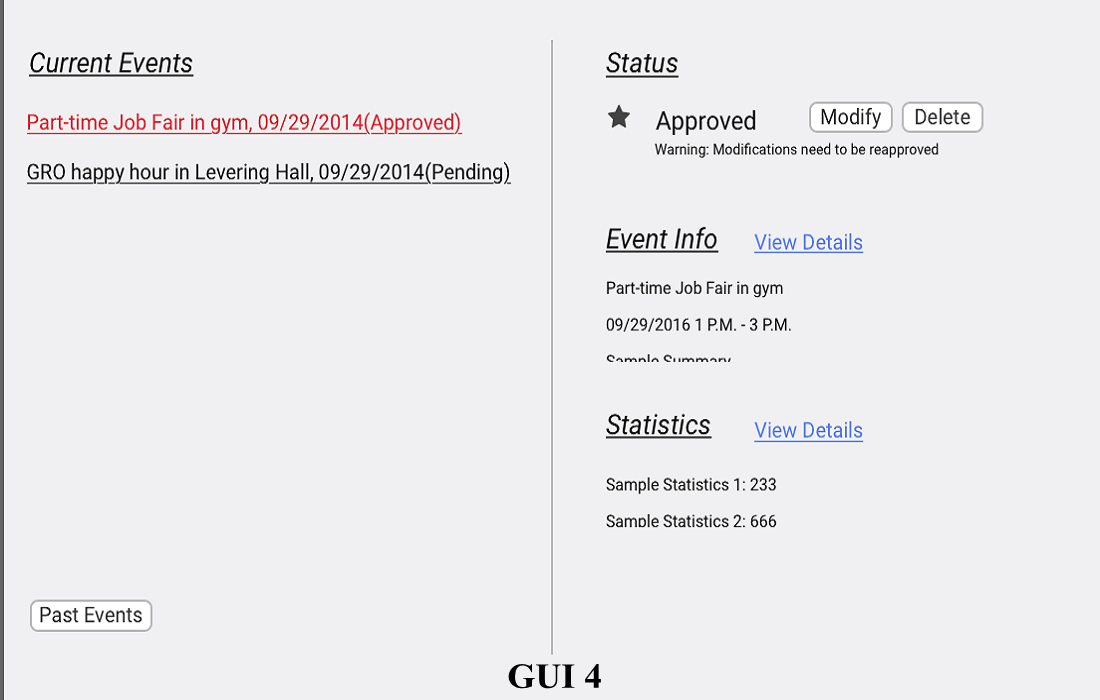 Current Events
Part-time Job Fair in gym, 09/29/2014(Approved)
GRO happy hour in Levering Hall, 09/29/2014(Pending)
Past Events
Status
Approved
Modify
Delete
Warning: Modifications need to be reapproved
Event Info
View Details
Part-time Job Fair in gym
09/29/2016 1 P.M. - 3 P.M.
Sample Summary
Statistics
View Details
Sample Statistics 1: 233
Sample Statistics 2: 666
GUI 4